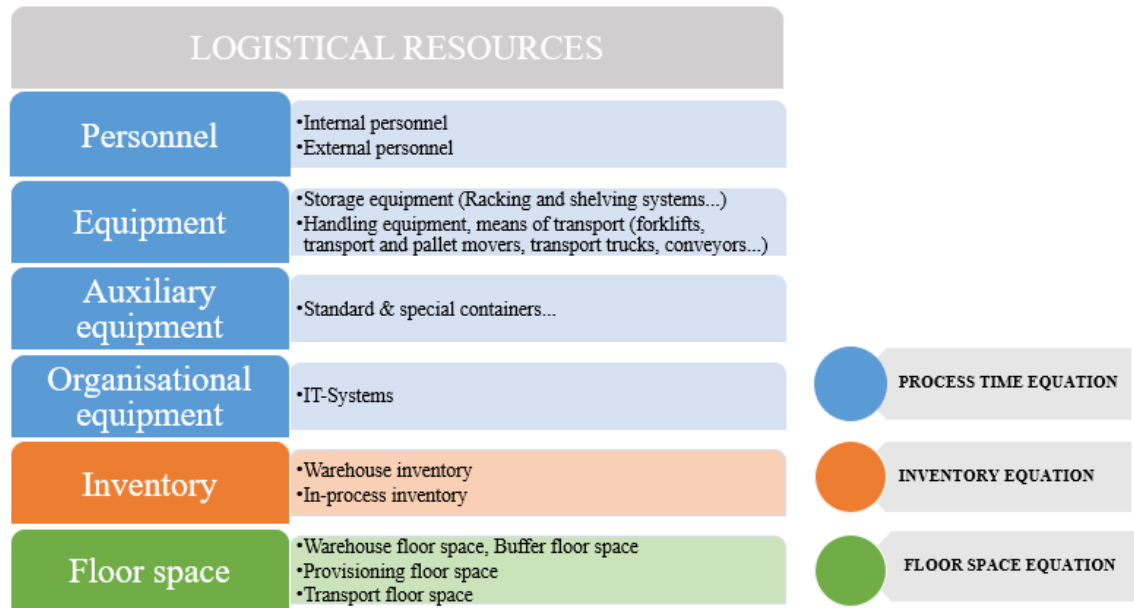 LOGISTICAL RESOURCES
Personnel
•Internal personnel
•External personnel
Equipment
•Storage equipment (Racking and shelving systems...)
•Handling equipment, means of transport (forklifts,
transport and pallet movers, transport trucks, conveyors...)
Auxiliary
equipment
•Standard & special containers...
Organisational
equipment
•IT-Systems
PROCESS TIME EQUATION
Inventory
•Warehouse inventory
•In-process inventory
INVENTORY EQUATION
Floor space
•Warehouse floor space, Buffer floor space
•Provisioning floor space
•Transport floor space
FLOOR SPACE EQUATION